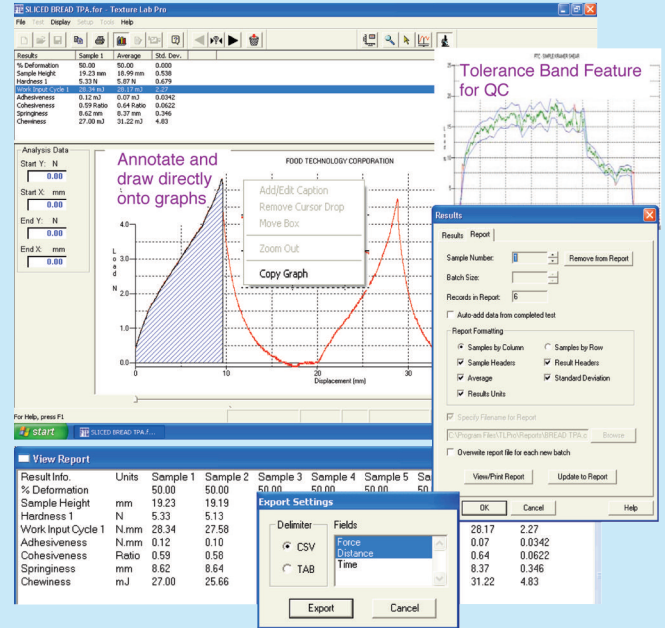 SLICED BREAD TPA.for - Texture Lab Pro
File Test Display Setup Tools Help
Results Sample 1 Average Std. Dev.
% Deformation 50.00 50.00 0.000
Sample Height 19.23 mm 18.99 mm 0.538
Hardness 1 5.33 N 5.87 N 0.679
Work Input Cycle 1 28.34 mJ 28.17 mJ 2.27
Adhesiveness 0.12 mJ 0.07 mJ 0.0342
Cohesiveness 0.59 Ratio 0.64 Ratio 0.0622
Springiness 8.62 mm 8.37 mm 0.346
Chewiness 27.00 mJ 31.22 mJ 4.83
Tolerance Band Feature
for QC
Analysis Data
Start Y: N
0.00
Start X: mm
0.00
End Y: N
0.00
End X: mm
0.00
Annotate and
draw directly
onto graphs
FOOD TECHNOLOGY CORPORATION
Add/Edit Caption
Remove Cursor Drop
Move Box
Zoom Out
Copy Graph
Load N
4.0
3.0
2.0
1.0
0.0
0 10 20 30
Displacement (mm)
For Help, press F1
start SLICED BREAD TPA.f...
Results
Results Report
Sample Number: 1 Remove from Report
Batch Size:
Records in Report: 6
Auto-add data from completed test
Report Formatting
Samples by Column Samples by Row
Sample Headers Result Headers
Average Standard Deviation
Results Units
Specify Filename for Report
C:\Program Files\TLPro\Reports\BREAD TPA.c Browse
Overwrite report file for each new batch
View/Print Report Update to Report
OK Cancel Help
View Report
Result Info. Units Sample 1 Sample 2 Sample 3 Sample 4 Sample 5
% Deformation 50.00 50.00 50.00 50.00 50.00
Sample Height mm 19.23 19.19
Hardness 1 N 5.33 5.13
Work Input Cycle 1 N.mm 28.34 27.58 28.17 2.27
Adhesiveness N.mm 0.12 0.10 0.07 0.0342
Cohesiveness Ratio 0.59 0.58 0.64 0.0622
Springiness mm 8.62 8.64 8.37 0.346
Chewiness mJ 27.00 25.66 31.22 4.83
Export Settings
Delimiter Fields
CSV
TAB
Force
Distance
Time
Export Cancel